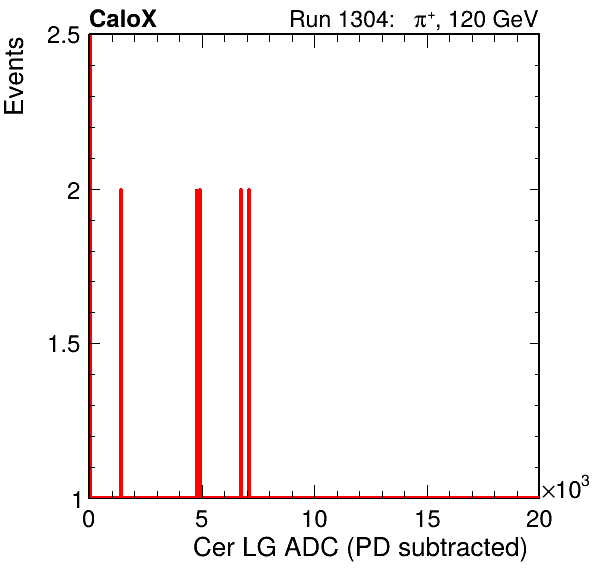 CaloX Run 1304: π⁺, 120 GeV
Events
2.5
2
1.5
1
0 5 10 15 20
×10³
Cer LG ADC (PD subtracted)